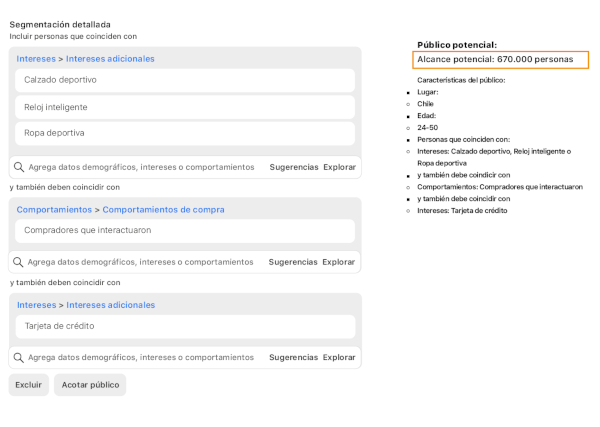 Segmentación detallada
Incluir personas que coinciden con
Intereses > Intereses adicionales
Calzado deportivo
Reloj inteligente
Ropa deportiva
Agrega datos demográficos, intereses o comportamientos Sugerencias Explorar
y también deben coincidir con
Comportamientos > Comportamientos de compra
Compradores que interactuaron
Agrega datos demográficos, intereses o comportamientos Sugerencias Explorar
y también deben coincidir con
Intereses > Intereses adicionales
Tarjeta de crédito
Agrega datos demográficos, intereses o comportamientos Sugerencias Explorar
Excluir Acotar público
Público potencial:
Alcance potencial: 670.000 personas
Características del público:
Lugar:
Chile
Edad:
24-50
Personas que coinciden con:
Intereses: Calzado deportivo, Reloj inteligente o
Ropa deportiva
y también debe coindicir con
Comportamientos: Compradores que interactuaron
y también debe coincidir con
Intereses: Tarjeta de crédito